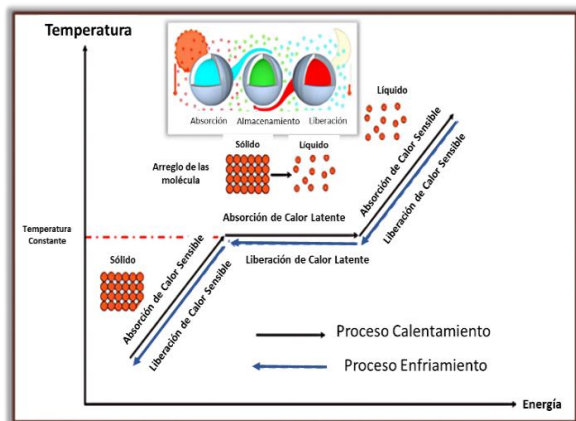 Temperatura
Absorción Almacenamiento Liberación
Líquido
Sólido Líquido
Arreglo de las
molécula
Absorción de Calor Sensible
Liberación de Calor Sensible
Absorción de Calor Latente
Temperatura
Constante
Liberación de Calor Latente
Sólido
Absorción de Calor Sensible
Liberación de Calor Sensible
Proceso Calentamiento
Proceso Enfriamiento
Energía